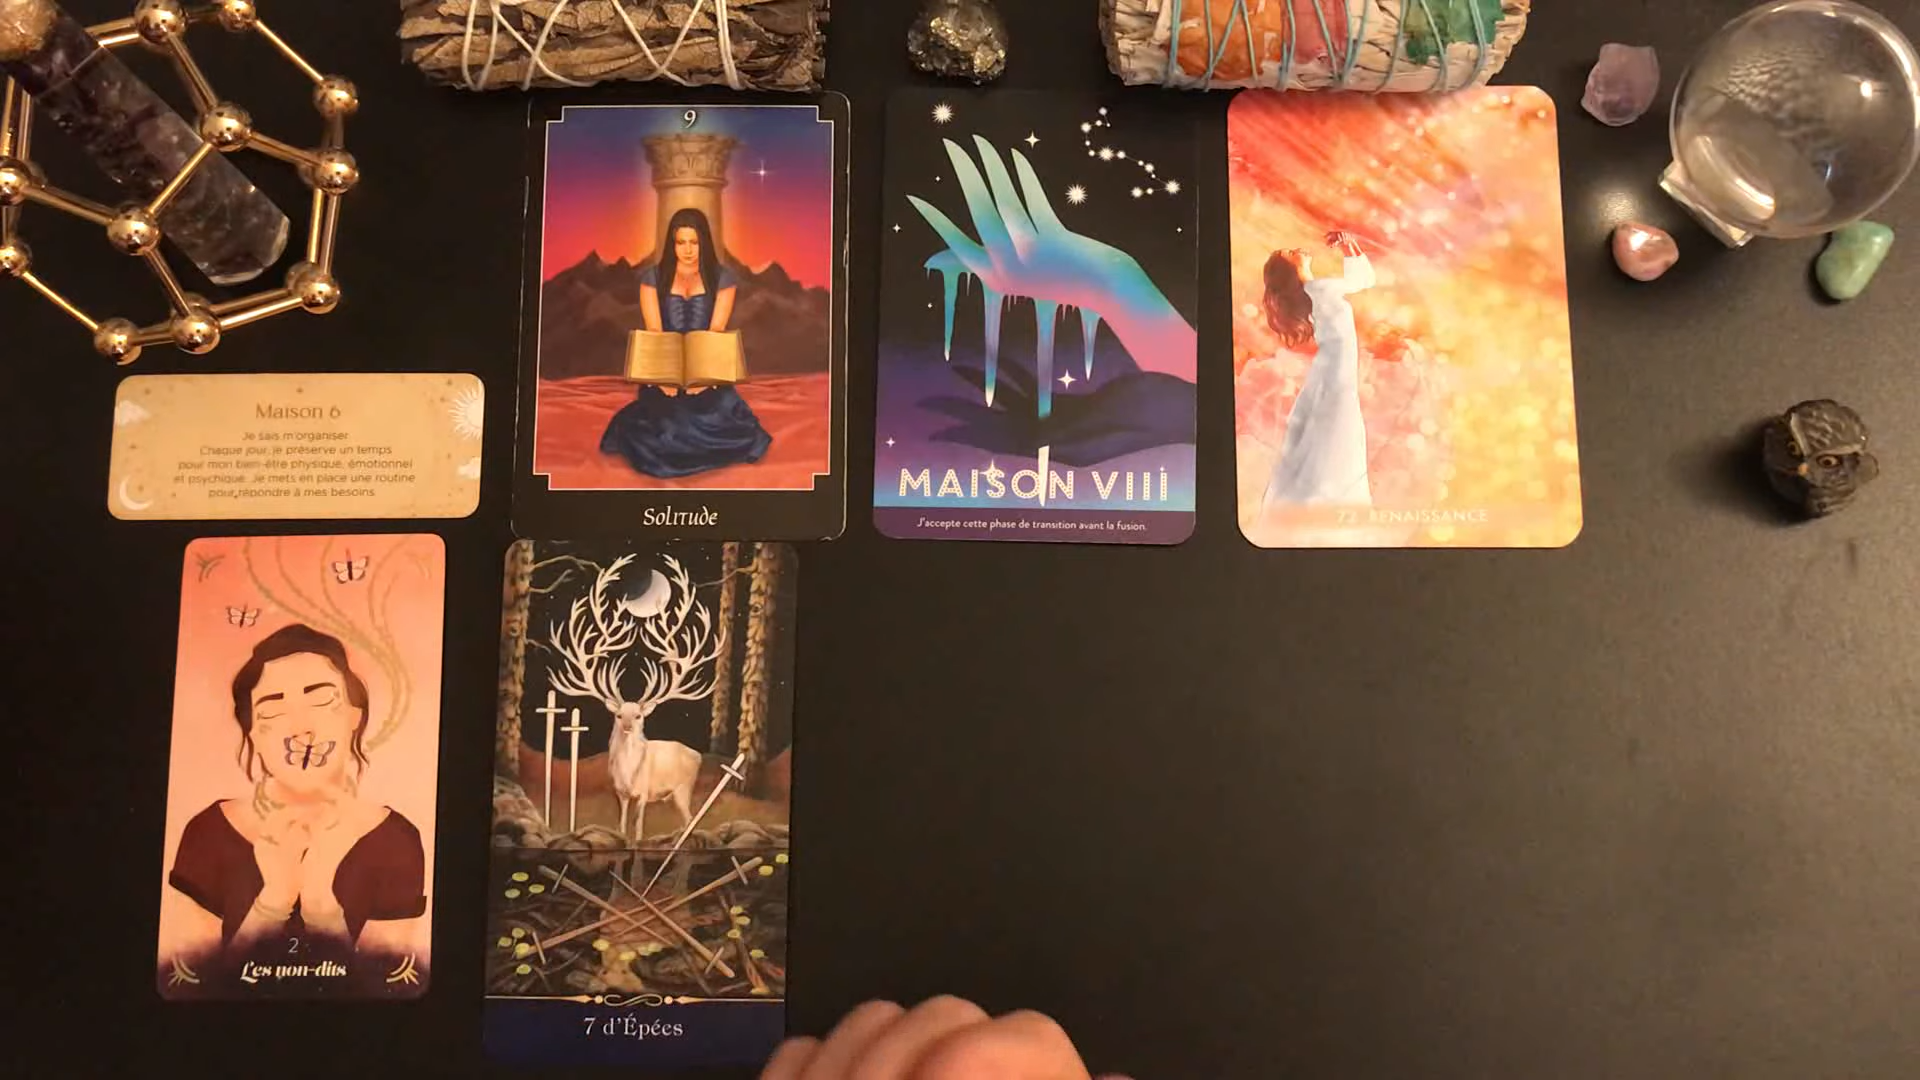 9
Solitude
MAISON VIII
J'accepte cette phase de transition avant la fusion.
72 RENAISSANCE
Maison 6
Je sais m'organiser
Chaque jour, je préserve un temps
pour mon bien-être physique, émotionnel
et psychique. Je mets en place une routine
pour répondre à mes besoins
2
Les non-dits
7 d'Épées